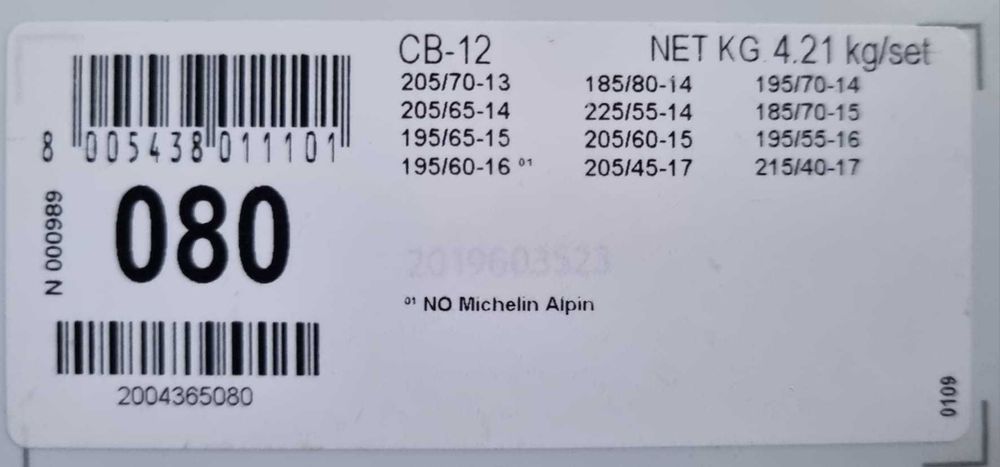 CB-12 NET KG 4.21 kg/set
205/70-13 185/80-14 195/70-14
205/65-14 225/55-14 185/70-15
195/65-15 205/60-15 195/55-16
195/60-16 ⁰¹ 205/45-17 215/40-17
8 005438 011101
N 000989
080
2019603523
⁰¹ NO Michelin Alpin
2004365080
0109